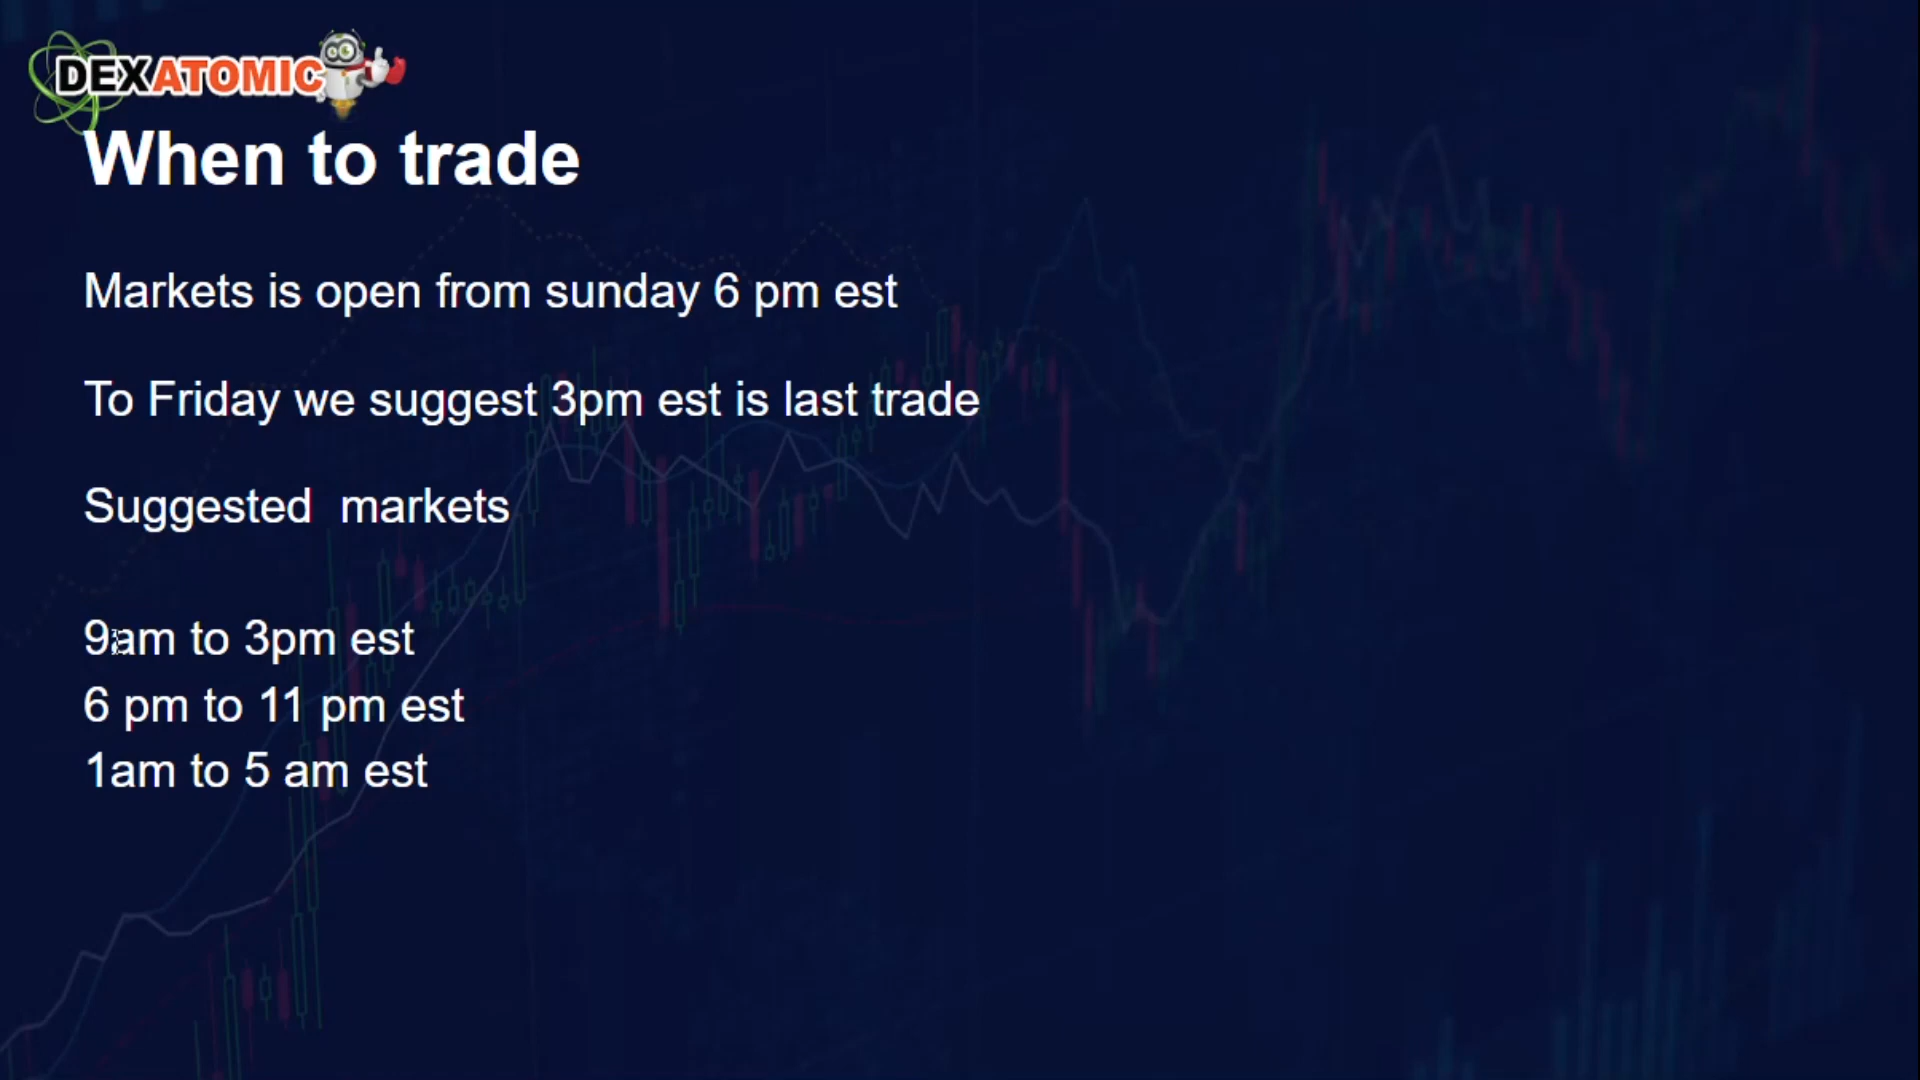 DEXATOMIC
When to trade
Markets is open from sunday 6 pm est
To Friday we suggest 3pm est is last trade
Suggested  markets
9am to 3pm est
6 pm to 11 pm est
1am to 5 am est